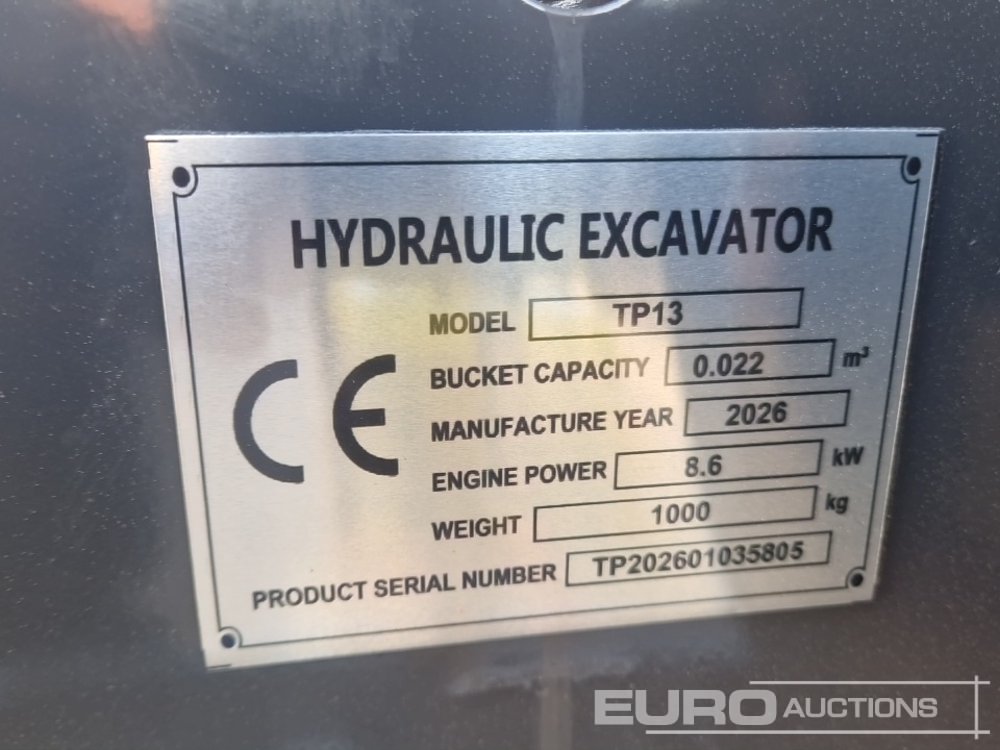 HYDRAULIC EXCAVATOR
MODEL TP13
BUCKET CAPACITY 0.022 m³
MANUFACTURE YEAR 2026
ENGINE POWER 8.6 kW
WEIGHT 1000 kg
PRODUCT SERIAL NUMBER TP202601035805
CE
EURO AUCTIONS